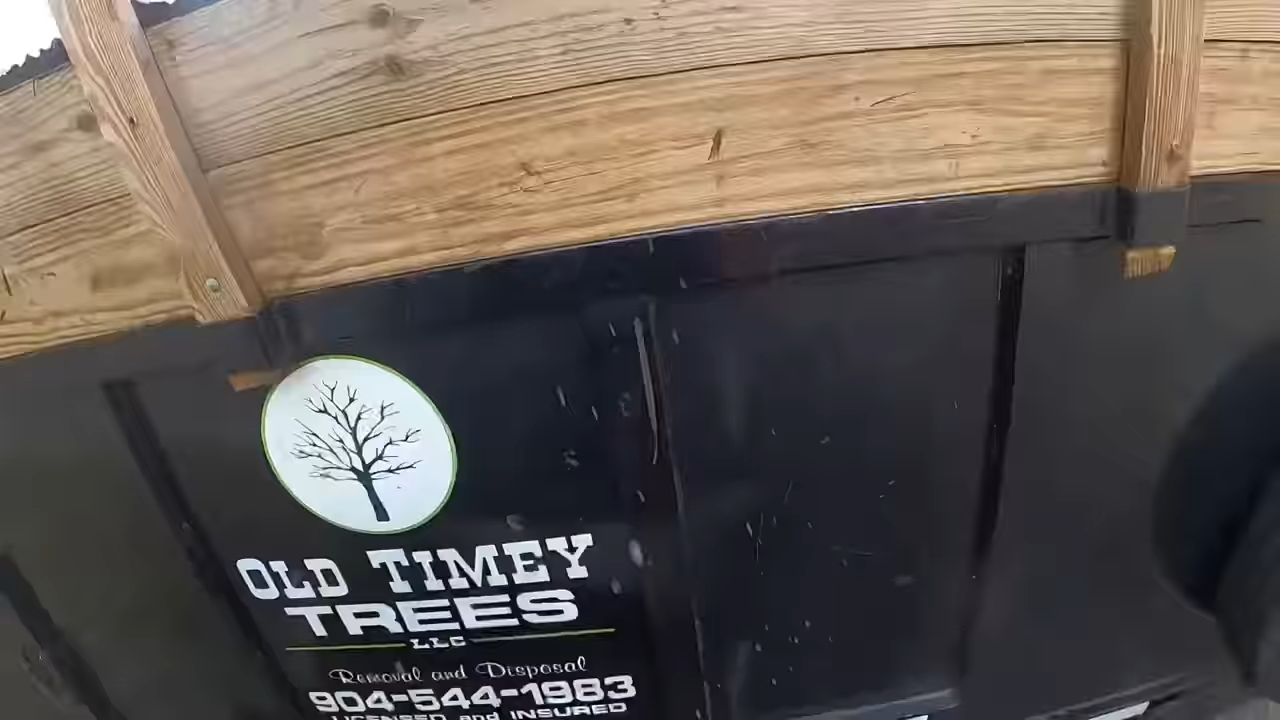 OLD TIMEY
TREES
LLC
Removal and Disposal
904-544-1983
LICENSED and INSURED